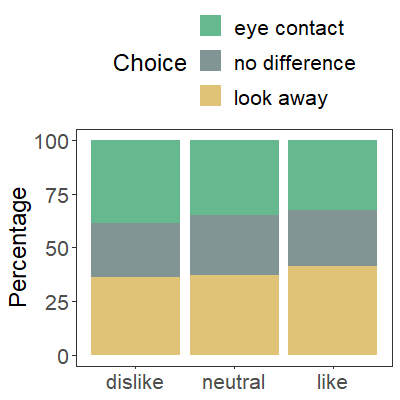 Choice
eye contact
no difference
look away
Percentage
100
75
50
25
0
dislike
neutral
like